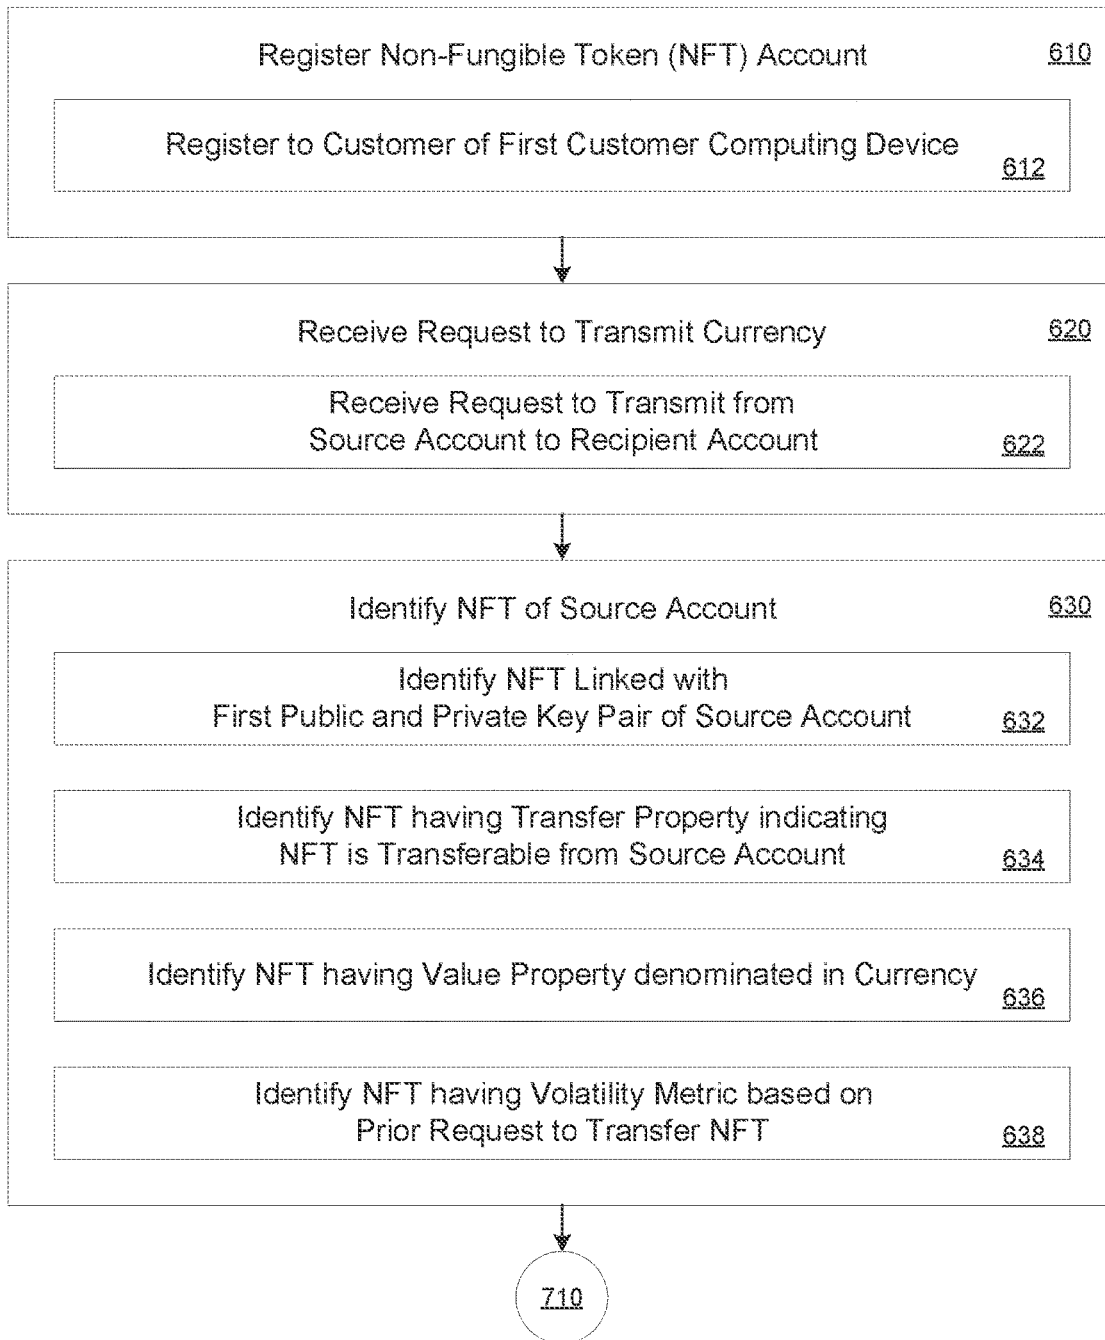 Register Non-Fungible Token (NFT) Account
610
Register to Customer of First Customer Computing Device
612
Receive Request to Transmit Currency
620
Receive Request to Transmit from
Source Account to Recipient Account
622
Identify NFT of Source Account
630
Identify NFT Linked with
First Public and Private Key Pair of Source Account
632
Identify NFT having Transfer Property indicating
NFT is Transferable from Source Account
634
Identify NFT having Value Property denominated in Currency
636
Identify NFT having Volatility Metric based on
Prior Request to Transfer NFT
638
710